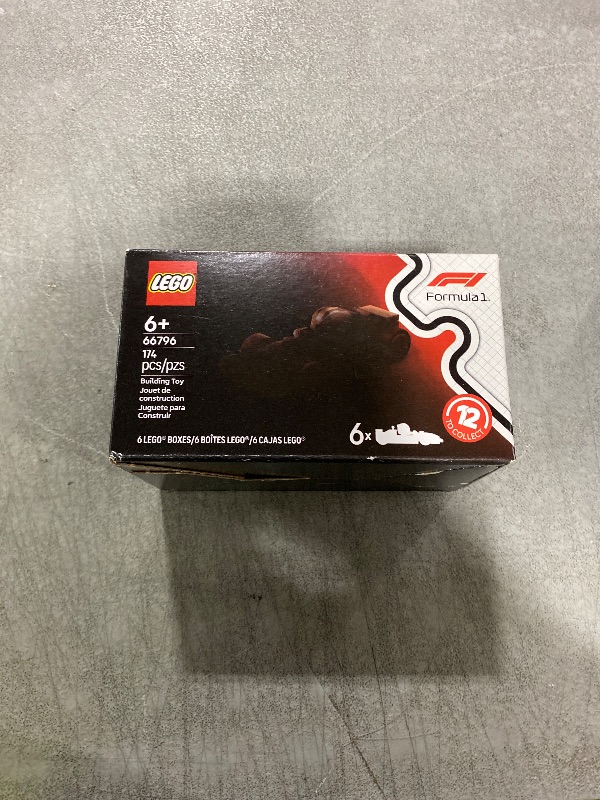 LEGO
6+
66796
174
pcs/pzs
Building Toy
Jouet de
construction
Juguete para
Construir
6 LEGO® BOXES/6 BOÎTES LEGO®/6 CAJAS LEGO®
6x
F1
Formula 1.
12
TO COLLECT